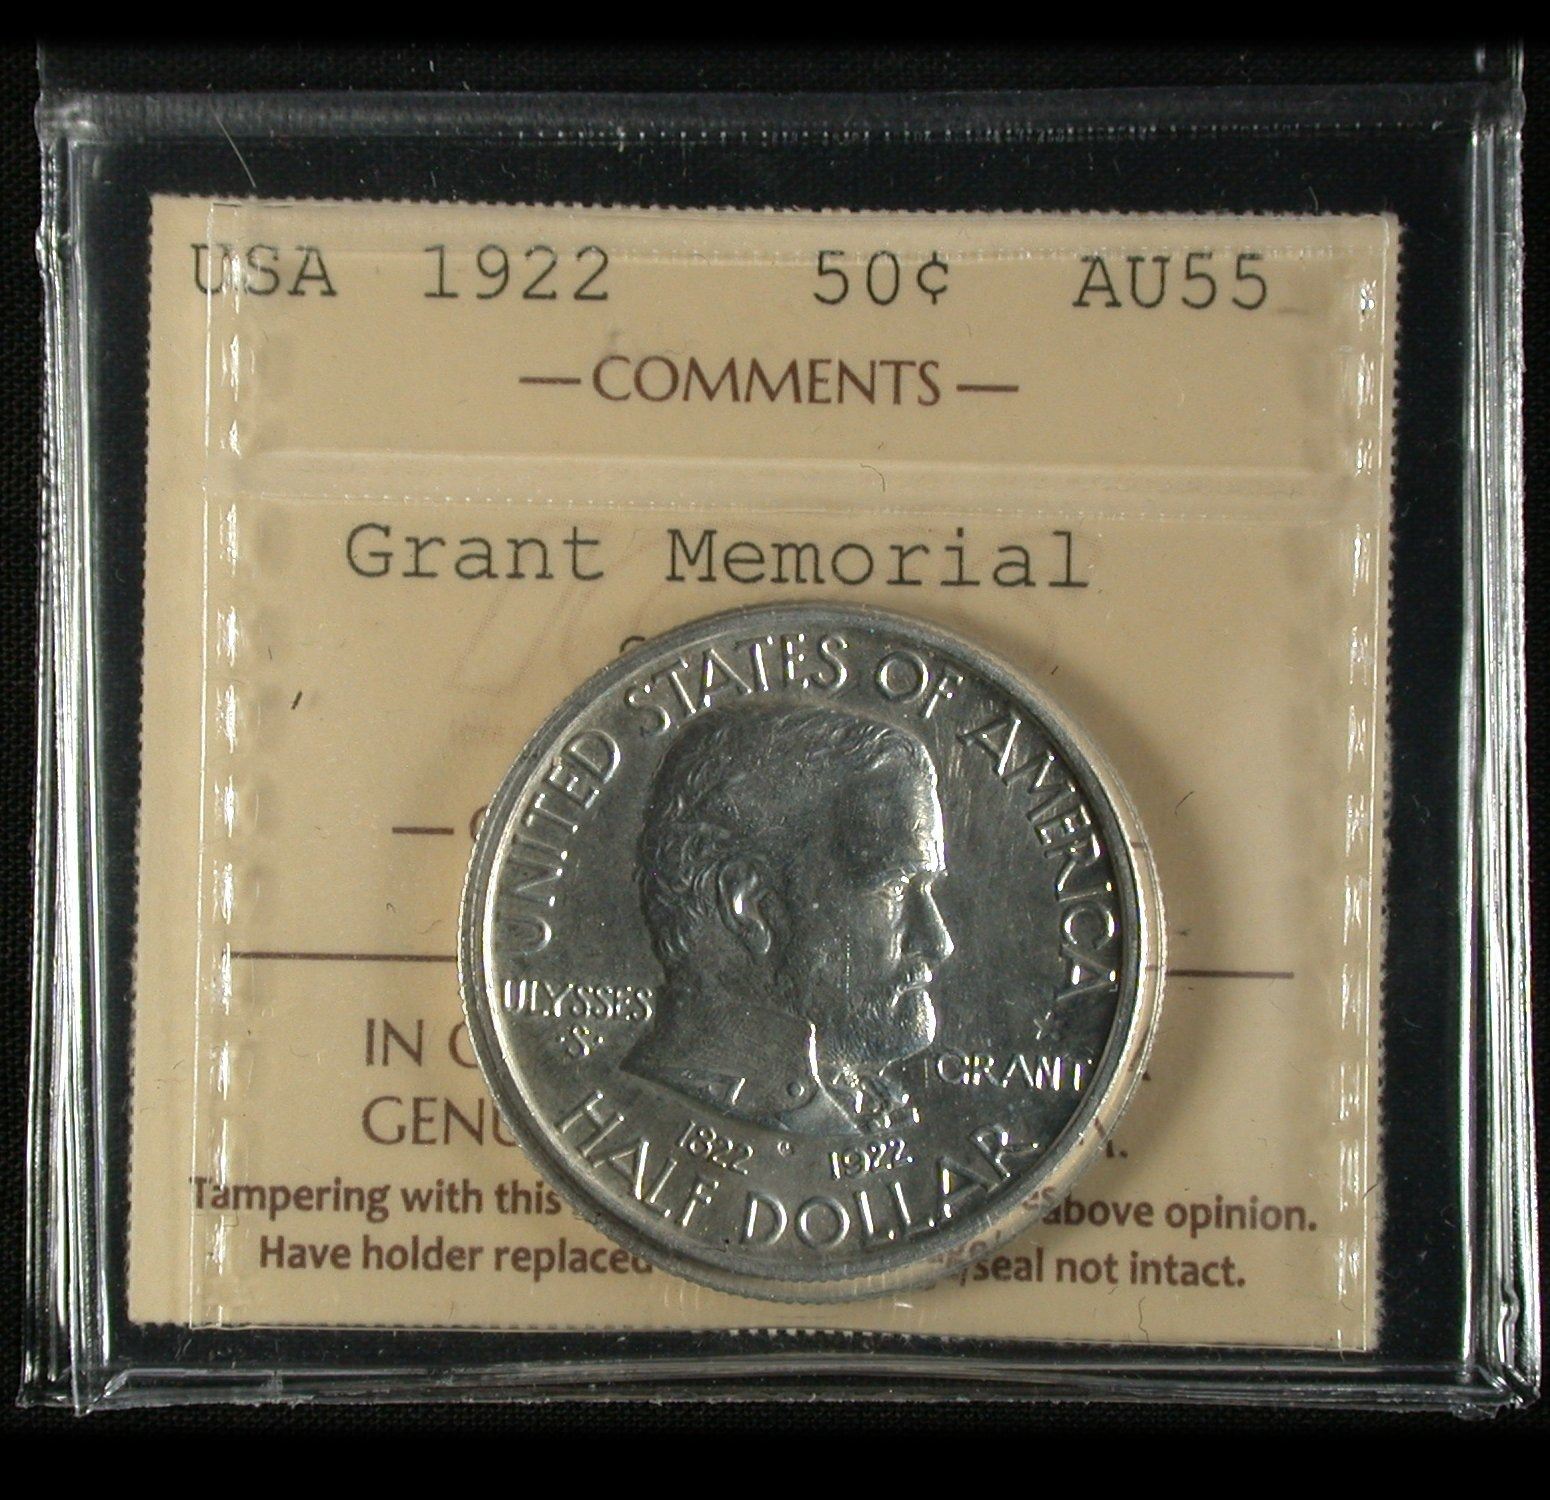 USA 1922 50¢ AU55
—COMMENTS—
Grant Memorial
UNITED STATES OF AMERICA
ULYSSES
·S·
GRANT
1822 ° 1922
HALF DOLLAR
IN
Tampering with this above opinion.
Have holder replaced seal not intact.